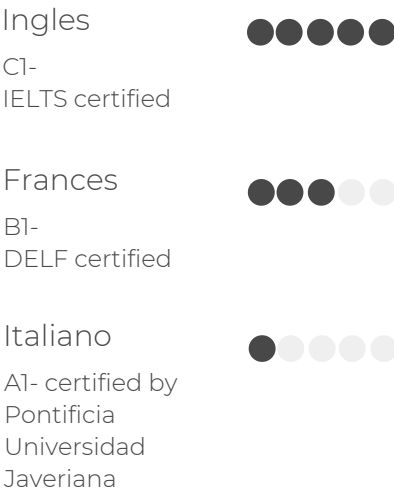 Ingles
C1-
IELTS certified
Frances
B1-
DELF certified
Italiano
A1- certified by
Pontificia
Universidad
Javeriana